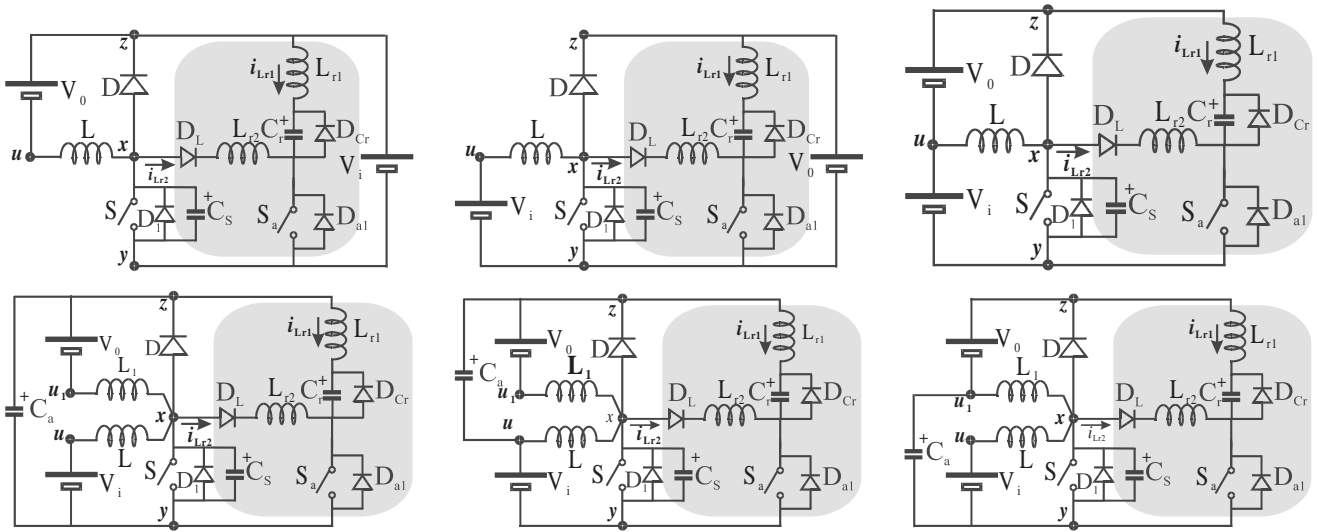 z
i_Lr1
L_r1
V_0
D
D_L
L_r2
C_r
+
D_Cr
L
u
x
V_i
i_Lr2
S
D_1
+
C_S
S_a
D_a1
y
z
i_Lr1
L_r1
D
D_L
L_r2
C_r
+
D_Cr
L
u
x
V_0
i_Lr2
V_i
S
D_1
+
C_S
S_a
D_a1
y
z
i_Lr1
L_r1
V_0
D
D_L
L_r2
C_r
+
D_Cr
L
u
x
V_i
i_Lr2
S
D_1
+
C_S
S_a
D_a1
y
z
i_Lr1
L_r1
V_0
D
L_1
D_L
L_r2
C_r
+
D_Cr
+
C_a
u_1
x
u
i_Lr2
L
V_i
S
D_1
+
C_S
S_a
D_a1
y
z
i_Lr1
L_r1
V_0
D
L_1
D_L
L_r2
C_r
+
D_Cr
+
C_a
u_1
x
u
i_Lr2
L
V_i
S
D_1
+
C_S
S_a
D_a1
y
z
i_Lr1
L_r1
V_0
D
L_1
D_L
L_r2
C_r
+
D_Cr
u_1
x
u
i_Lr2
+
C_a
L
V_i
S
D_1
+
C_S
S_a
D_a1
y